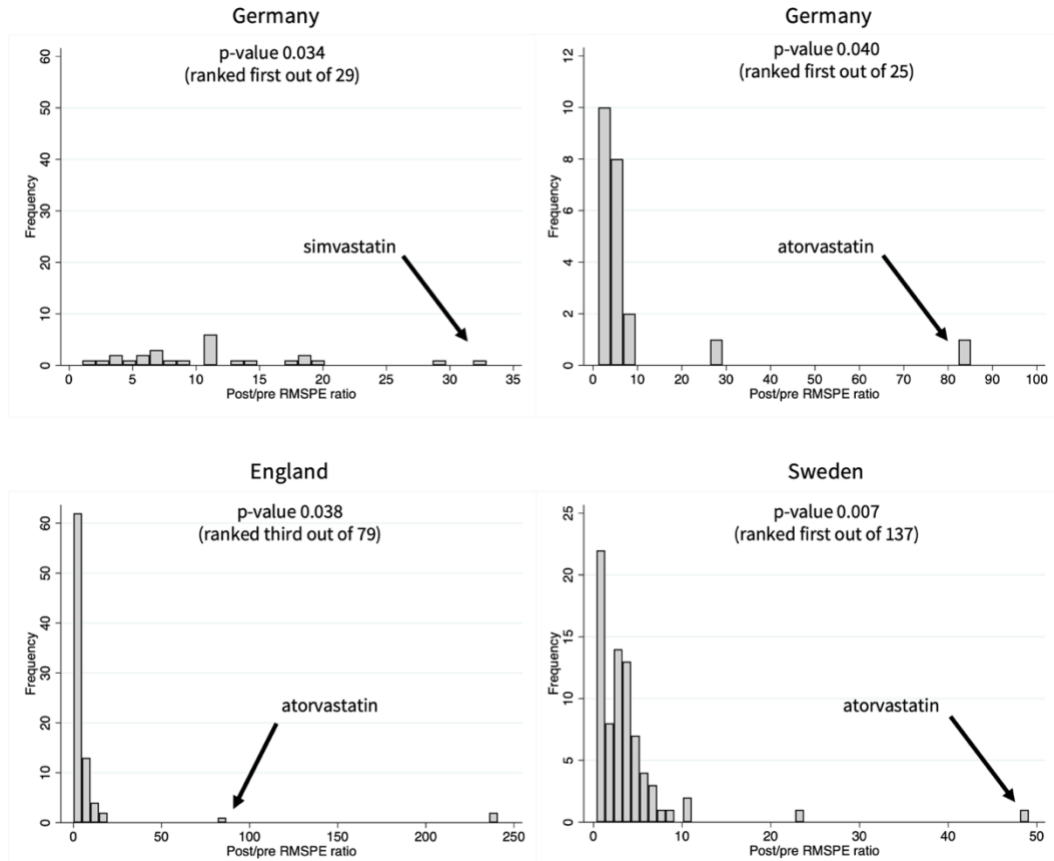 Germany
p-value 0.034
(ranked first out of 29)
simvastatin
Frequency
0 10 20 30 40 50 60
0 5 10 15 20 25 30 35
Post/pre RMSPE ratio
Germany
p-value 0.040
(ranked first out of 25)
atorvastatin
Frequency
0 2 4 6 8 10 12
0 10 20 30 40 50 60 70 80 90 100
Post/pre RMSPE ratio
England
p-value 0.038
(ranked third out of 79)
atorvastatin
Frequency
0 10 20 30 40 50 60
0 50 100 150 200 250
Post/pre RMSPE ratio
Sweden
p-value 0.007
(ranked first out of 137)
atorvastatin
Frequency
0 5 10 15 20 25
0 10 20 30 40 50
Post/pre RMSPE ratio